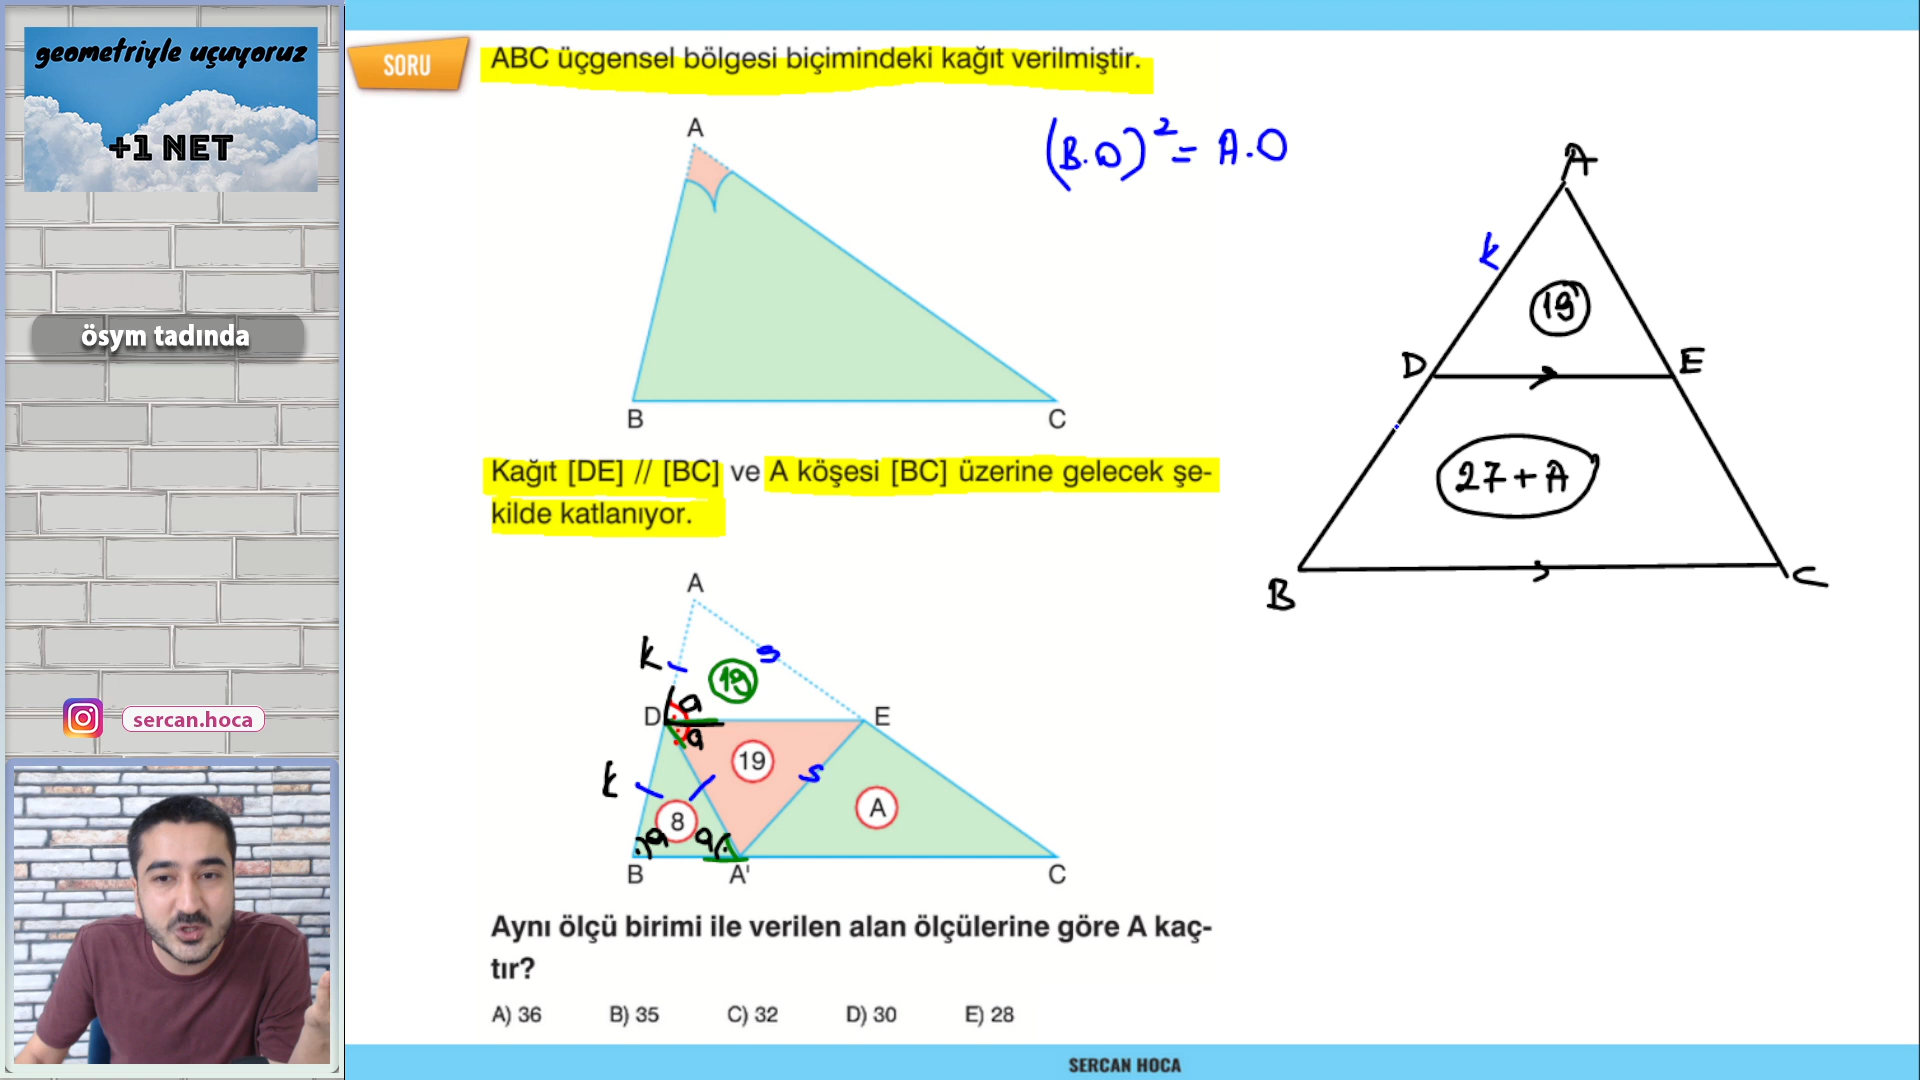 geometriyle uçuyoruz
+1 NET
ösym tadında
sercan.hoca
SORU
ABC üçgensel bölgesi biçimindeki kağıt verilmiştir.
A
B
C
(B.O)² = A.O
Kağıt [DE] // [BC] ve A köşesi [BC] üzerine gelecek şe-
kilde katlanıyor.
A
k
s
19
D
a
E
a
19
k
s
8
A
a
a
B
A'
C
A
k
19
D
E
27+A
B
C
Aynı ölçü birimi ile verilen alan ölçülerine göre A kaç-
tır?
A) 36 B) 35 C) 32 D) 30 E) 28
SERCAN HOCA